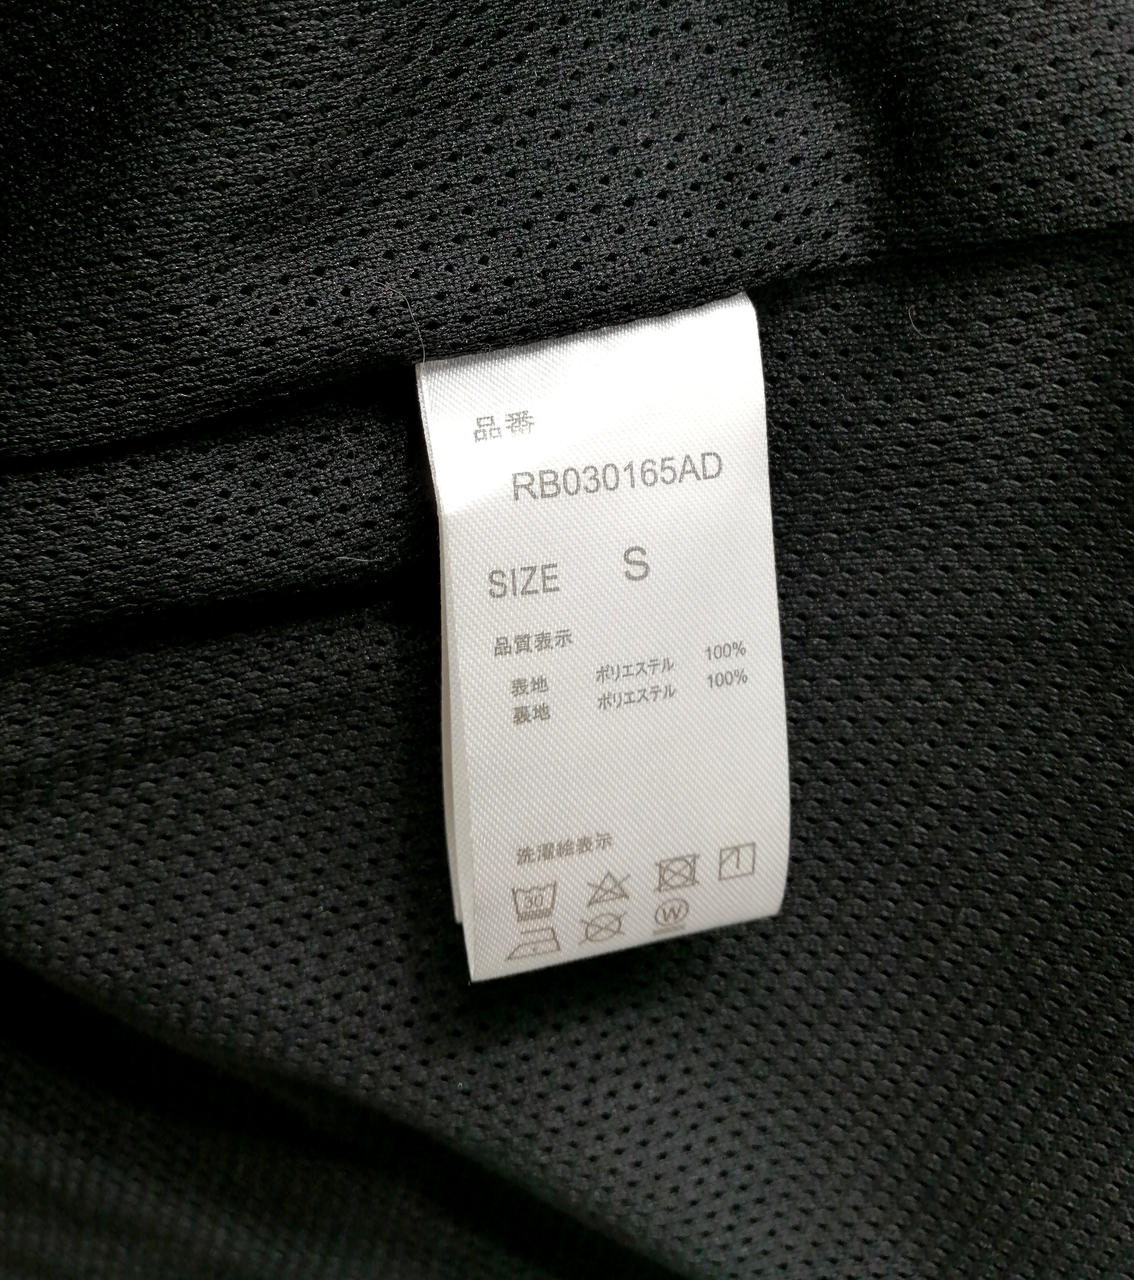 品番
RB030165AD
SIZE S
品質表示
表地 ポリエステル 100%
裏地 ポリエステル 100%
洗濯絵表示
30
W